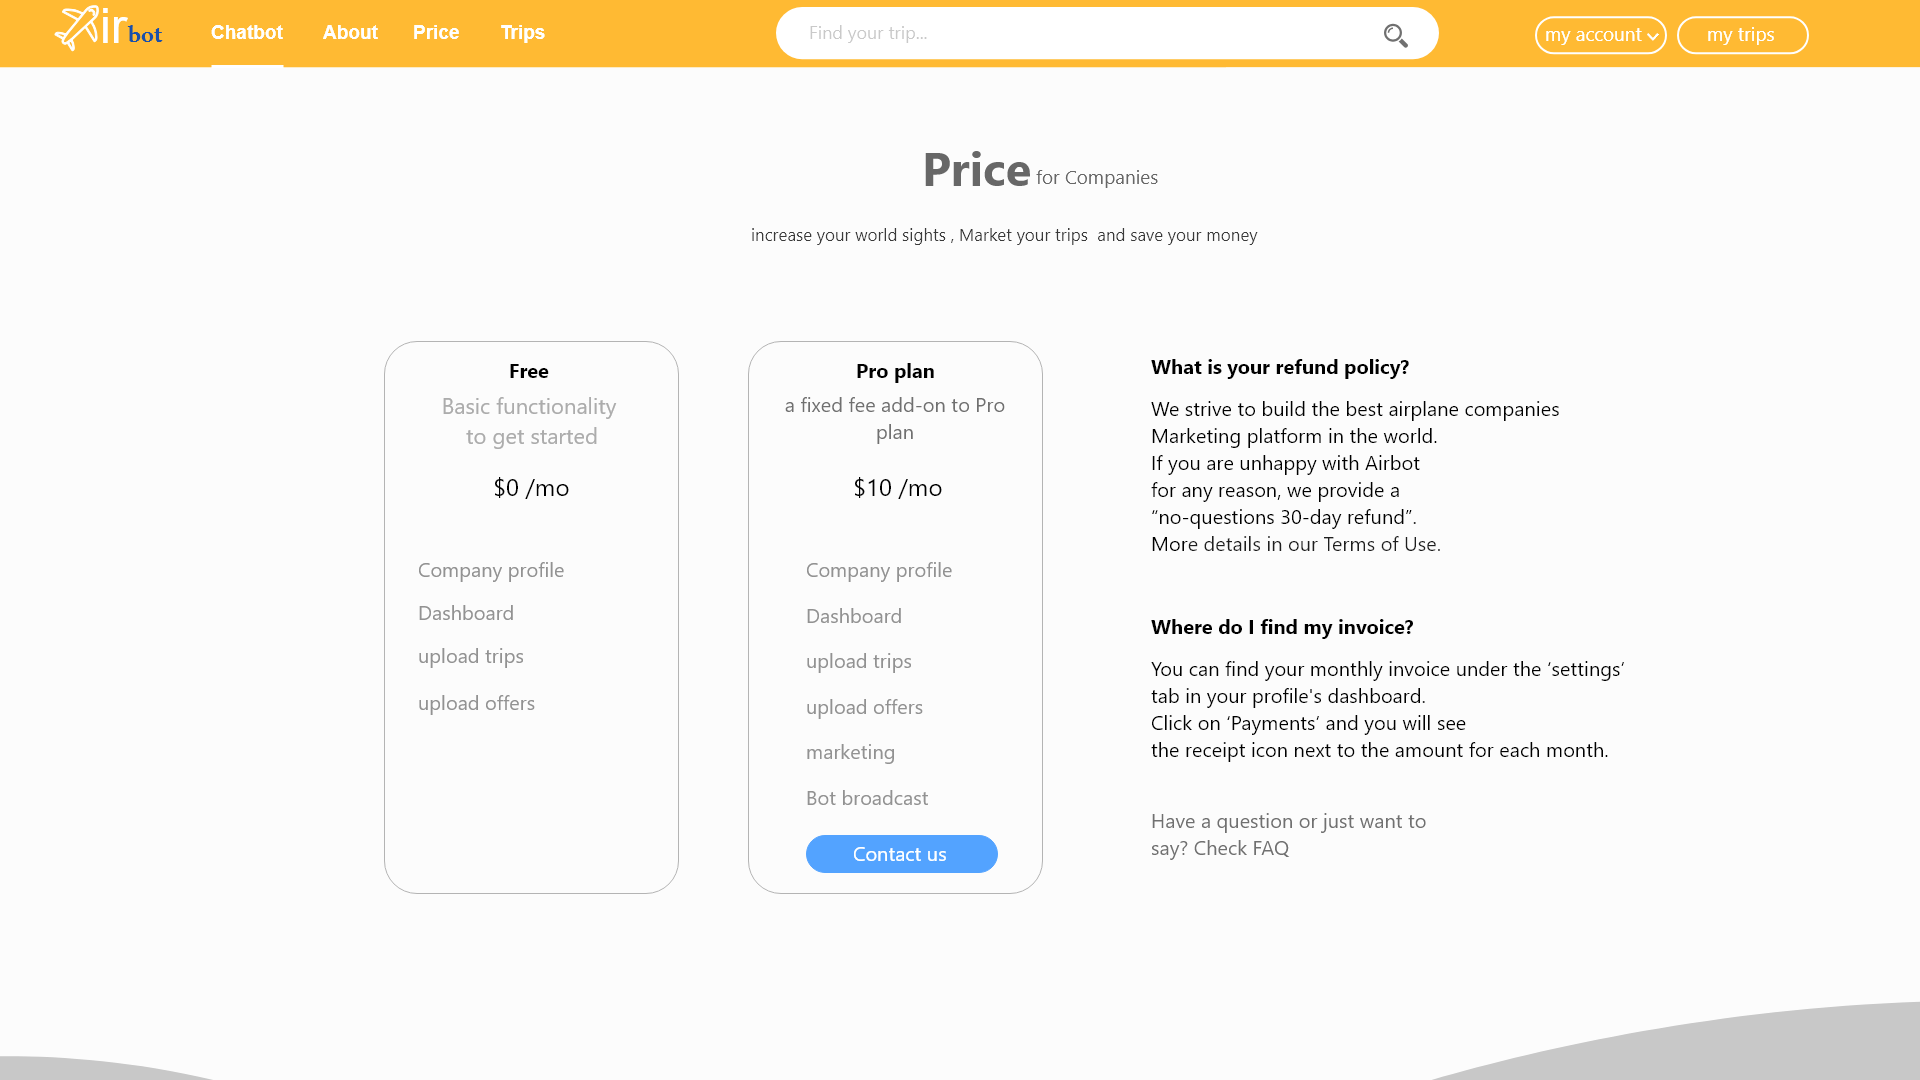 Airbot
Chatbot
About
Price
Trips
Find your trip...
my account
my trips
Price for Companies
increase your world sights , Market your trips  and save your money
Free
Basic functionality
to get started
$0 /mo
Company profile
Dashboard
upload trips
upload offers
Pro plan
a fixed fee add-on to Pro
plan
$10 /mo
Company profile
Dashboard
upload trips
upload offers
marketing
Bot broadcast
Contact us
What is your refund policy?
We strive to build the best airplane companies
Marketing platform in the world.
If you are unhappy with Airbot
for any reason, we provide a
“no-questions 30-day refund”.
More details in our Terms of Use.
Where do I find my invoice?
You can find your monthly invoice under the ‘settings’
tab in your profile's dashboard.
Click on ‘Payments’ and you will see
the receipt icon next to the amount for each month.
Have a question or just want to
say? Check FAQ